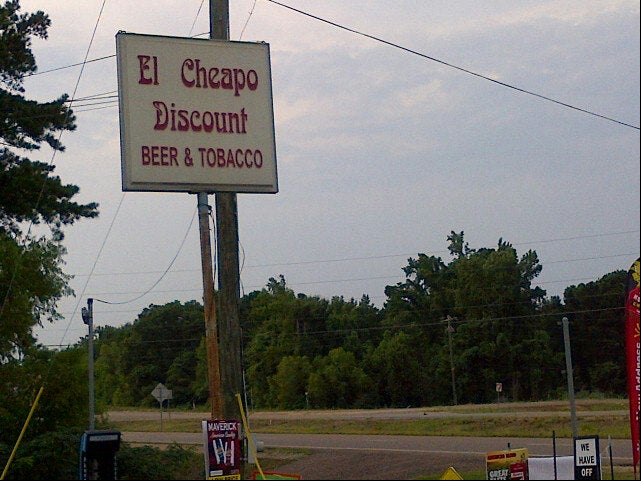 El Cheapo
Discount
BEER & TOBACCO
MAVERICK
WE
HAVE
OFF
GREAT